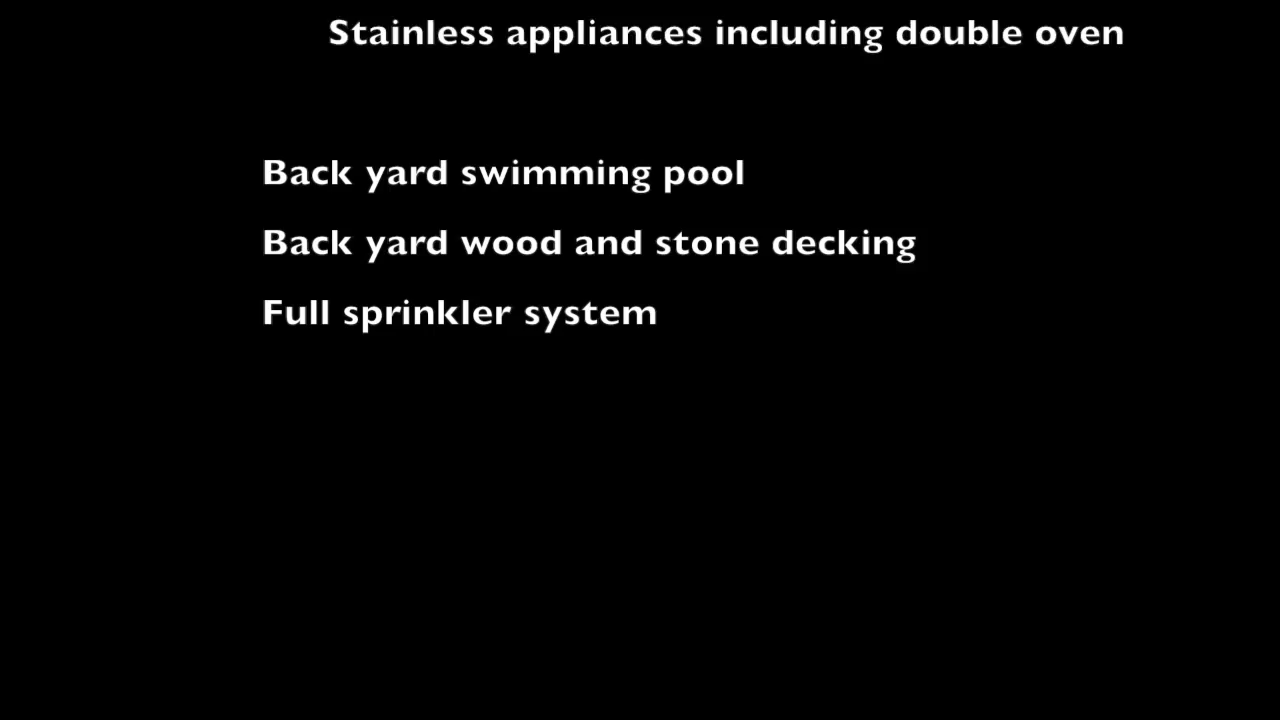 Stainless appliances including double oven
Back yard swimming pool
Back yard wood and stone decking
Full sprinkler system